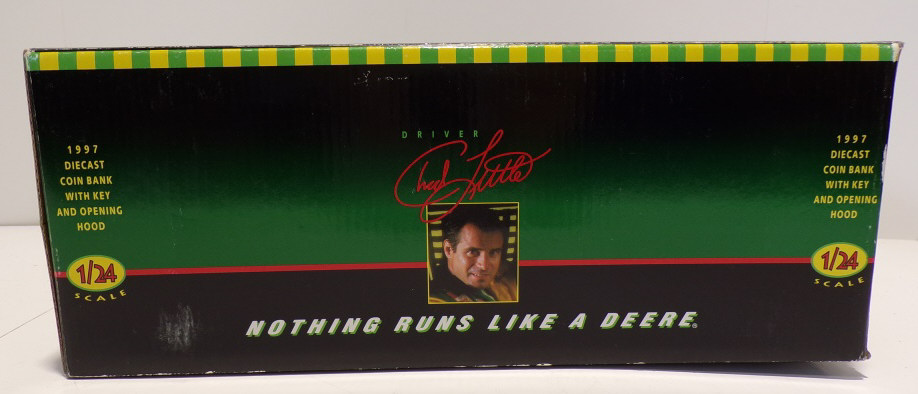 DRIVER
Chad Little
1997
DIECAST
COIN BANK
WITH KEY
AND OPENING
HOOD
1/24
SCALE
1997
DIECAST
COIN BANK
WITH KEY
AND OPENING
HOOD
1/24
SCALE
NOTHING RUNS LIKE A DEERE®